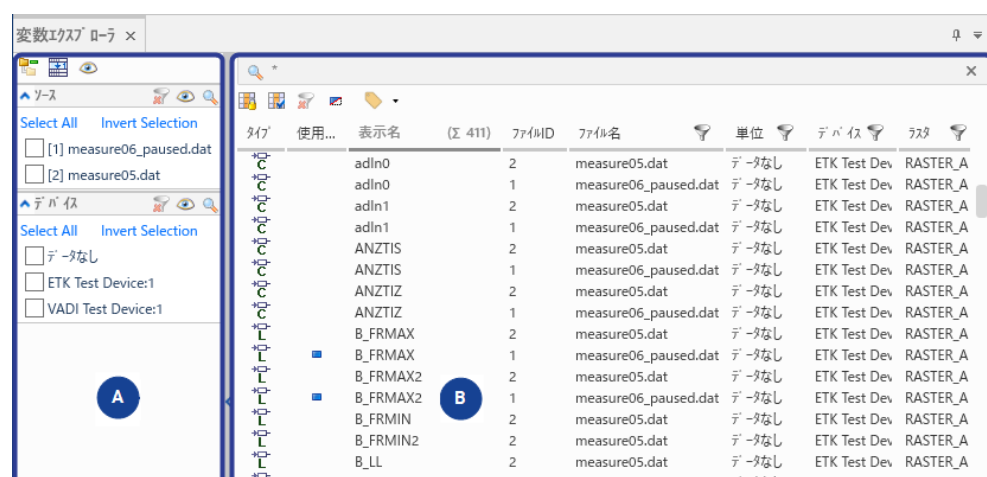 変数ｴｸｽﾌﾟﾛｰﾗ ×
ｿｰｽ
Select All Invert Selection
[1] measure06_paused.dat
[2] measure05.dat
ﾃﾞﾊﾞｲｽ
Select All Invert Selection
ﾃﾞｰﾀなし
ETK Test Device:1
VADI Test Device:1
A
*
ﾀｲﾌﾟ 使用... 表示名 (Σ 411) ﾌｧｲﾙID ﾌｧｲﾙ名 単位 ﾃﾞﾊﾞｲｽ ﾗｽﾀ
C adIn0 2 measure05.dat ﾃﾞｰﾀなし ETK Test Dev RASTER_A
C adIn0 1 measure06_paused.dat ﾃﾞｰﾀなし ETK Test Dev RASTER_A
C adIn1 2 measure05.dat ﾃﾞｰﾀなし ETK Test Dev RASTER_A
C adIn1 1 measure06_paused.dat ﾃﾞｰﾀなし ETK Test Dev RASTER_A
C ANZTIS 2 measure05.dat ﾃﾞｰﾀなし ETK Test Dev RASTER_A
C ANZTIS 1 measure06_paused.dat ﾃﾞｰﾀなし ETK Test Dev RASTER_A
C ANZTIZ 2 measure05.dat ﾃﾞｰﾀなし ETK Test Dev RASTER_A
C ANZTIZ 1 measure06_paused.dat ﾃﾞｰﾀなし ETK Test Dev RASTER_A
L B_FRMAX 2 measure05.dat ﾃﾞｰﾀなし ETK Test Dev RASTER_A
L B_FRMAX 1 measure06_paused.dat ﾃﾞｰﾀなし ETK Test Dev RASTER_A
L B_FRMAX2 2 measure05.dat ﾃﾞｰﾀなし ETK Test Dev RASTER_A
L B_FRMAX2 B 1 measure06_paused.dat ﾃﾞｰﾀなし ETK Test Dev RASTER_A
L B_FRMIN 2 measure05.dat ﾃﾞｰﾀなし ETK Test Dev RASTER_A
L B_FRMIN2 2 measure05.dat ﾃﾞｰﾀなし ETK Test Dev RASTER_A
L B_LL 2 measure05.dat ﾃﾞｰﾀなし ETK Test Dev RASTER_A